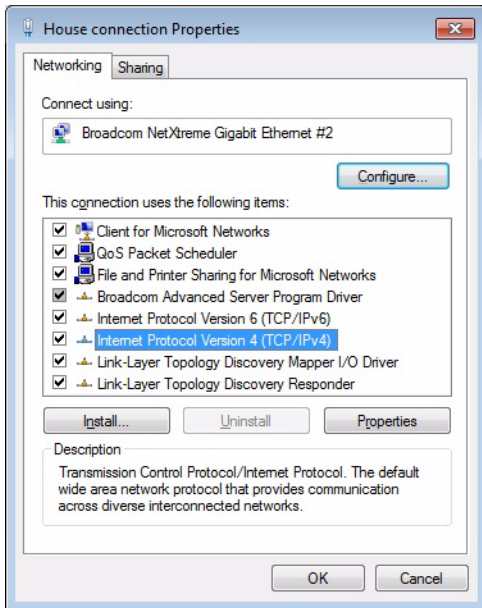 House connection Properties
Networking
Sharing
Connect using:
Broadcom NetXtreme Gigabit Ethernet #2
Configure...
This connection uses the following items:
Client for Microsoft Networks
QoS Packet Scheduler
File and Printer Sharing for Microsoft Networks
Broadcom Advanced Server Program Driver
Internet Protocol Version 6 (TCP/IPv6)
Internet Protocol Version 4 (TCP/IPv4)
Link-Layer Topology Discovery Mapper I/O Driver
Link-Layer Topology Discovery Responder
Install...
Uninstall
Properties
Description
Transmission Control Protocol/Internet Protocol. The default
wide area network protocol that provides communication
across diverse interconnected networks.
OK
Cancel